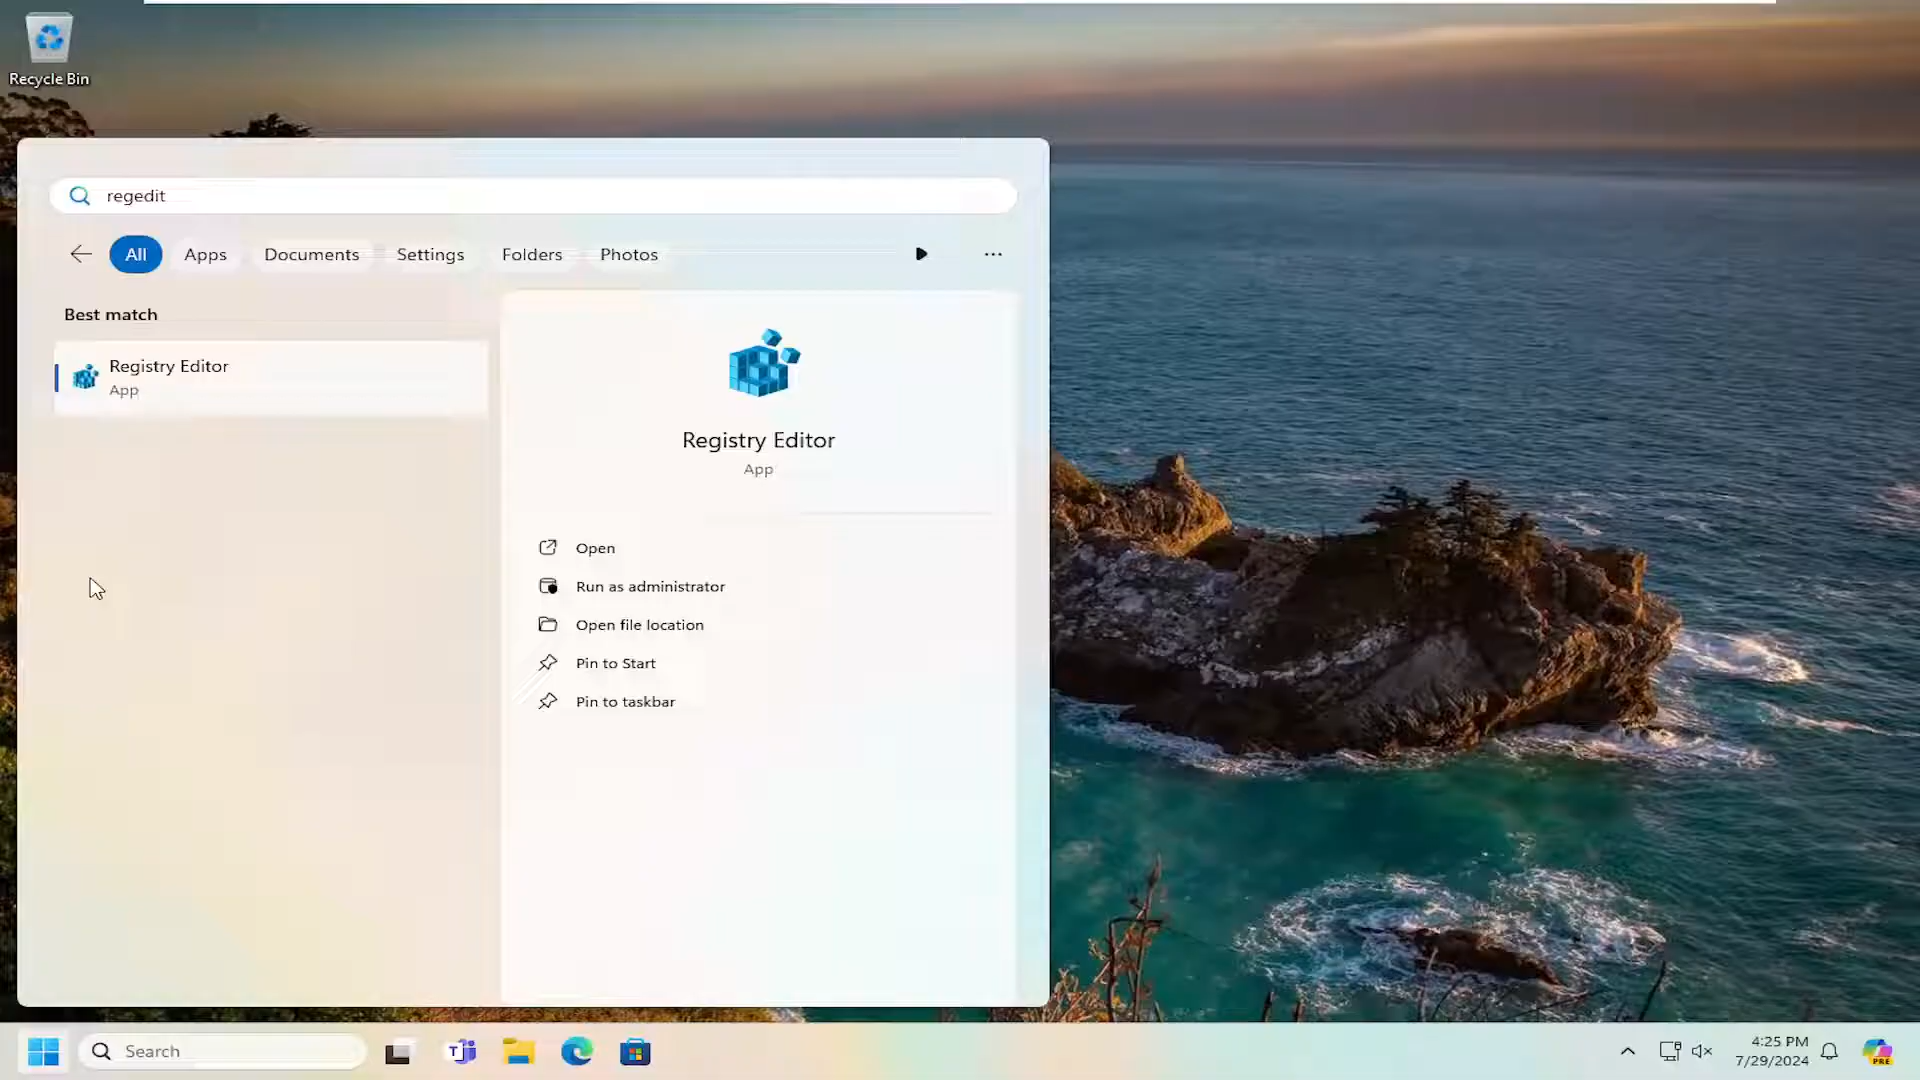 Recycle Bin
regedit
All Apps Documents Settings Folders Photos
Best match
Registry Editor
App
Registry Editor
App
Open
Run as administrator
Open file location
Pin to Start
Pin to taskbar
Search
4:25 PM
7/29/2024
PRE